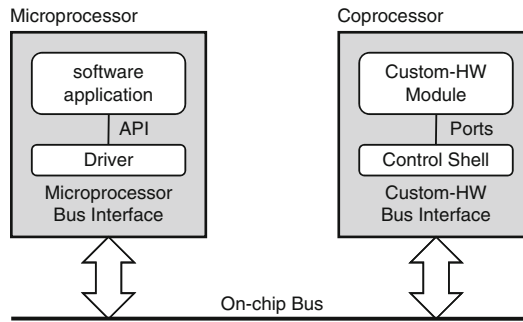 Microprocessor
software
application
API
Driver
Microprocessor
Bus Interface
Coprocessor
Custom-HW
Module
Ports
Control Shell
Custom-HW
Bus Interface
On-chip Bus